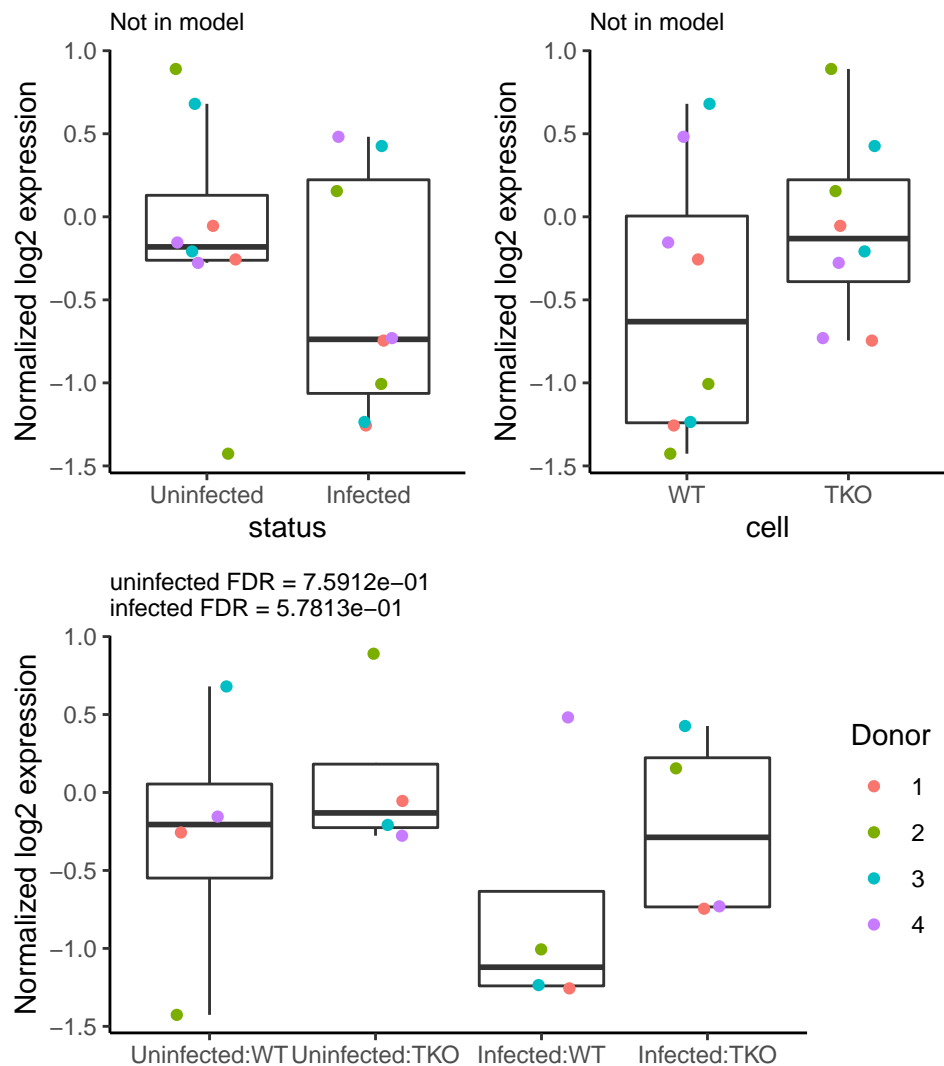 Not in model
Normalized log2 expression
1.0
0.5
0.0
−0.5
−1.0
−1.5
Uninfected Infected
status
Not in model
Normalized log2 expression
1.0
0.5
0.0
−0.5
−1.0
−1.5
WT TKO
cell
uninfected FDR = 7.5912e−01
infected FDR = 5.7813e−01
Normalized log2 expression
1.0
0.5
0.0
−0.5
−1.0
−1.5
Uninfected:WT Uninfected:TKO Infected:WT Infected:TKO
Donor
1
2
3
4